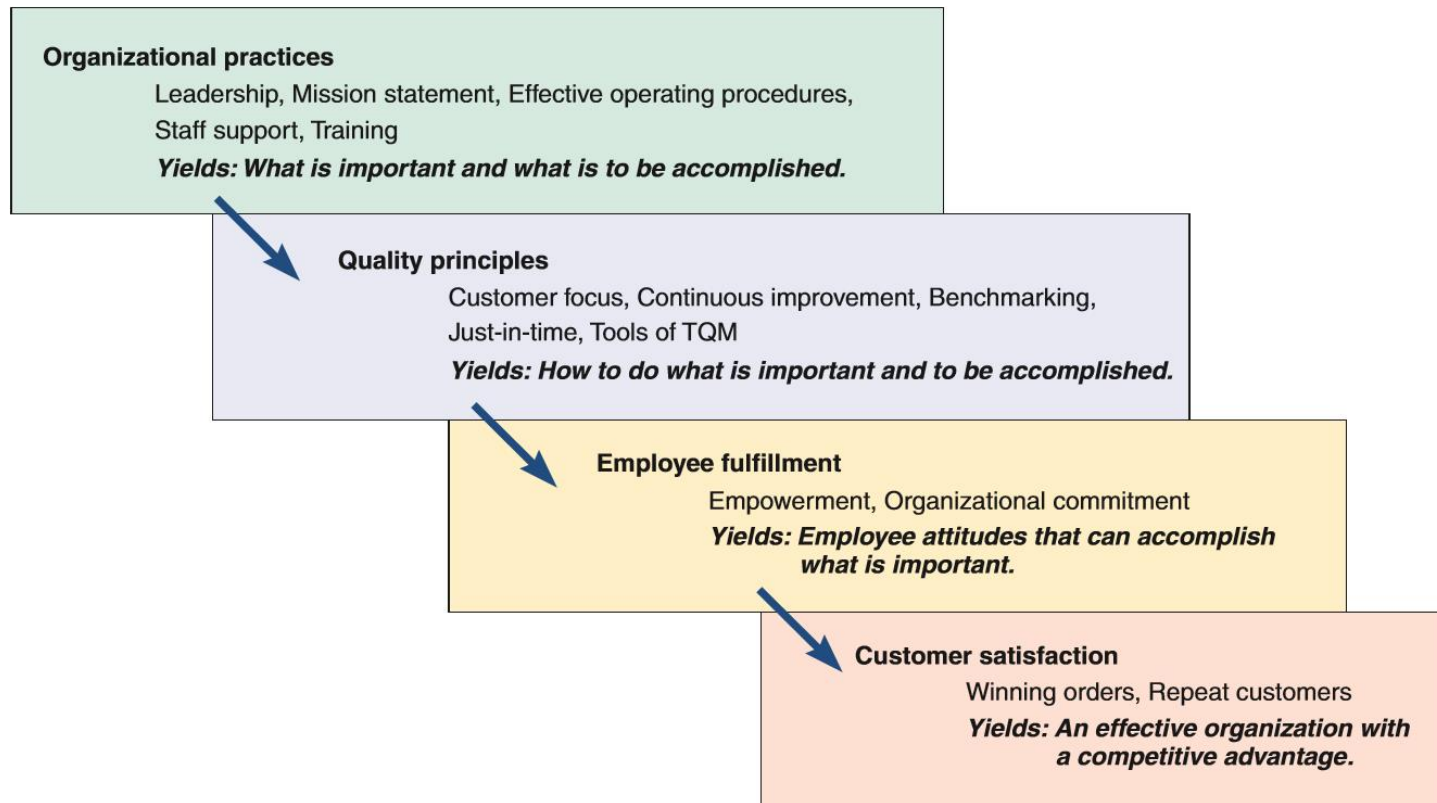 Organizational practices
Leadership, Mission statement, Effective operating procedures,
Staff support, Training
Yields: What is important and what is to be accomplished.
Quality principles
Customer focus, Continuous improvement, Benchmarking,
Just-in-time, Tools of TQM
Yields: How to do what is important and to be accomplished.
Employee fulfillment
Empowerment, Organizational commitment
Yields: Employee attitudes that can accomplish
what is important.
Customer satisfaction
Winning orders, Repeat customers
Yields: An effective organization with
a competitive advantage.